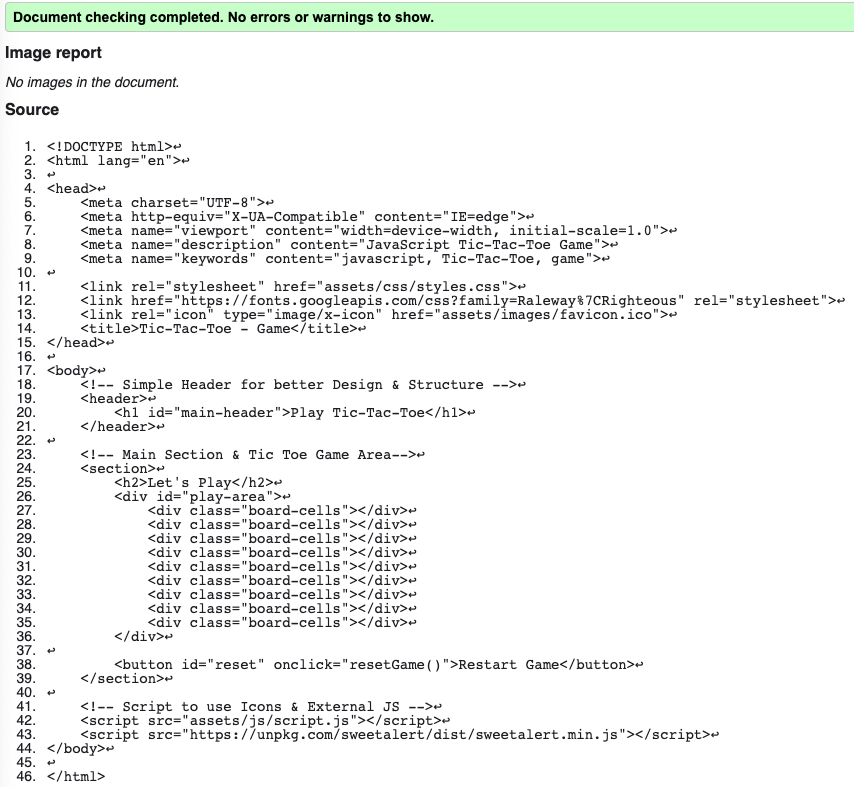 Document checking completed. No errors or warnings to show.
Image report
No images in the document.
Source
1. <!DOCTYPE html>↩
2. <html lang="en">↩
3. ↩
4. <head>↩
5.     <meta charset="UTF-8">↩
6.     <meta http-equiv="X-UA-Compatible" content="IE=edge">↩
7.     <meta name="viewport" content="width=device-width, initial-scale=1.0">↩
8.     <meta name="description" content="JavaScript Tic-Tac-Toe Game">↩
9.     <meta name="keywords" content="javascript, Tic-Tac-Toe, game">↩
10. ↩
11.     <link rel="stylesheet" href="assets/css/styles.css">↩
12.     <link href="https://fonts.googleapis.com/css?family=Raleway%7CRighteous" rel="stylesheet">↩
13.     <link rel="icon" type="image/x-icon" href="assets/images/favicon.ico">↩
14.     <title>Tic-Tac-Toe - Game</title>↩
15. </head>↩
16. ↩
17. <body>↩
18.     <!-- Simple Header for better Design & Structure -->↩
19.     <header>↩
20.         <h1 id="main-header">Play Tic-Tac-Toe</h1>↩
21.     </header>↩
22. ↩
23.     <!-- Main Section & Tic Toe Game Area-->↩
24.     <section>↩
25.         <h2>Let's Play</h2>↩
26.         <div id="play-area">↩
27.             <div class="board-cells"></div>↩
28.             <div class="board-cells"></div>↩
29.             <div class="board-cells"></div>↩
30.             <div class="board-cells"></div>↩
31.             <div class="board-cells"></div>↩
32.             <div class="board-cells"></div>↩
33.             <div class="board-cells"></div>↩
34.             <div class="board-cells"></div>↩
35.             <div class="board-cells"></div>↩
36.         </div>↩
37. ↩
38.         <button id="reset" onclick="resetGame()">Restart Game</button>↩
39.     </section>↩
40. ↩
41.     <!-- Script to use Icons & External JS -->↩
42.     <script src="assets/js/script.js"></script>↩
43.     <script src="https://unpkg.com/sweetalert/dist/sweetalert.min.js"></script>↩
44. </body>↩
45. ↩
46. </html>